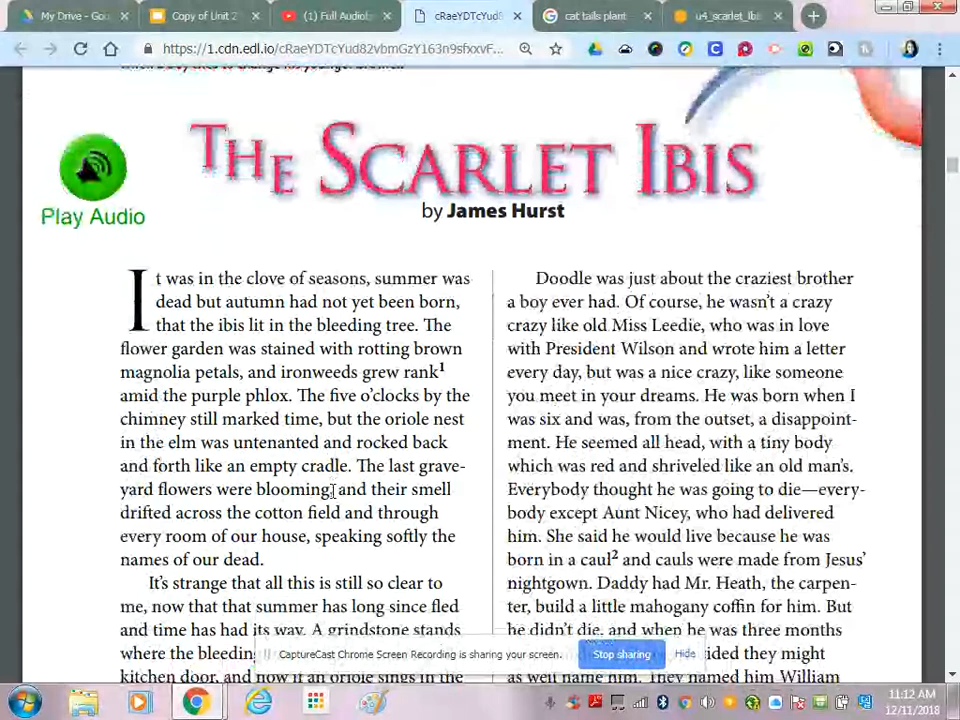 My Drive - Goo
Copy of Unit 2
(1) Full Audiob
cRaeYDTcYud8
cat tails plant
u4_scarlet_ibis
https://1.cdn.edl.io/cRaeYDTcYud82vbmGzY163n9sfxxvF...
THE SCARLET IBIS
by James Hurst
Play Audio
It was in the clove of seasons, summer was
dead but autumn had not yet been born,
that the ibis lit in the bleeding tree. The
flower garden was stained with rotting brown
magnolia petals, and ironweeds grew rank1
amid the purple phlox. The five o'clocks by the
chimney still marked time, but the oriole nest
in the elm was untenanted and rocked back
and forth like an empty cradle. The last grave-
yard flowers were blooming, and their smell
drifted across the cotton field and through
every room of our house, speaking softly the
names of our dead.
It's strange that all this is still so clear to
me, now that that summer has long since fled
and time has had its way. A grindstone stands
where the bleeding
kitchen door, and now if an oriole sings in the
Doodle was just about the craziest brother
a boy ever had. Of course, he wasn't a crazy
crazy like old Miss Leedie, who was in love
with President Wilson and wrote him a letter
every day, but was a nice crazy, like someone
you meet in your dreams. He was born when I
was six and was, from the outset, a disappoint-
ment. He seemed all head, with a tiny body
which was red and shriveled like an old man's.
Everybody thought he was going to die—every-
body except Aunt Nicey, who had delivered
him. She said he would live because he was
born in a caul2 and cauls were made from Jesus'
nightgown. Daddy had Mr. Heath, the carpen-
ter, build a little mahogany coffin for him. But
he didn't die, and when he was three months
ided they might
as well name him. They named him William
CaptureCast Chrome Screen Recording is sharing your screen.
Stop sharing
Hide
11:12 AM
12/11/2018